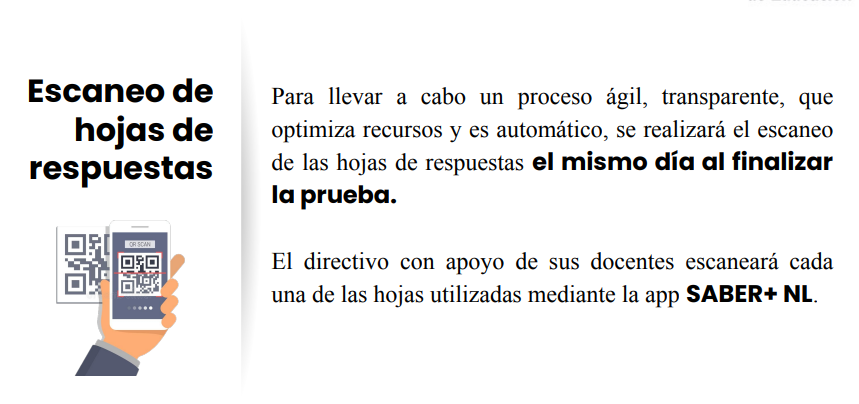 Escaneo de
hojas de
respuestas
QR SCAN
Para llevar a cabo un proceso ágil, transparente, que
optimiza recursos y es automático, se realizará el escaneo
de las hojas de respuestas el mismo día al finalizar
la prueba.
El directivo con apoyo de sus docentes escaneará cada
una de las hojas utilizadas mediante la app SABER+ NL.